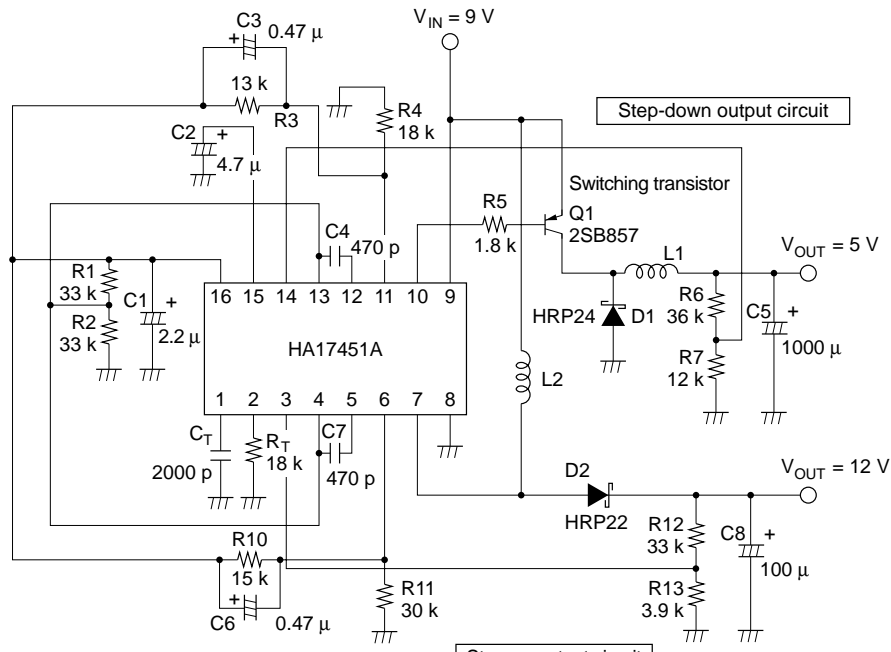 C3
+
0.47 μ
V_IN = 9 V
13 k
R3
R4
18 k
Step-down output circuit
C2
+
4.7 μ
Switching transistor
R5
1.8 k
Q1
2SB857
C4
470 p
L1
V_OUT = 5 V
R1
33 k
R2
33 k
C1
+
2.2 μ
16 15 14 13 12 11 10 9
HA17451A
1 2 3 4 5 6 7 8
HRP24
D1
R6
36 k
R7
12 k
C5
+
1000 μ
L2
C_T
2000 p
R_T
18 k
C7
470 p
D2
HRP22
V_OUT = 12 V
R10
15 k
+
C6
0.47 μ
R11
30 k
R12
33 k
R13
3.9 k
C8
+
100 μ